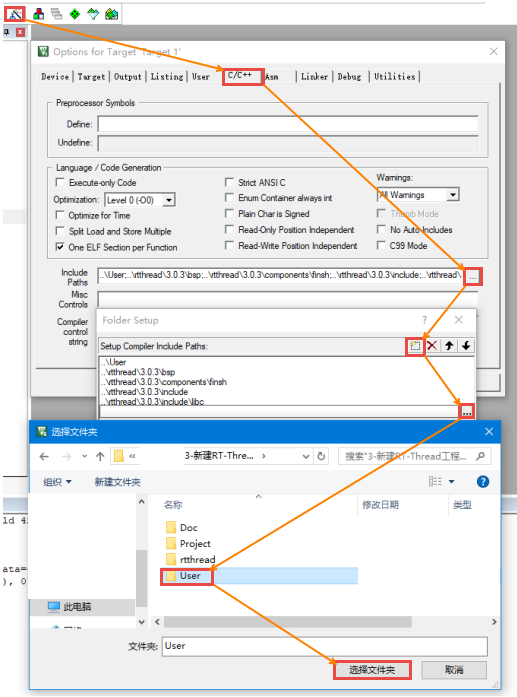 Options for Target 'Target 1'
Device Target Output Listing User C/C++ Asm Linker Debug Utilities
Preprocessor Symbols
Define:
Undefine:
Language / Code Generation
Execute-only Code
Optimization: Level 0 (-O0)
Optimize for Time
Split Load and Store Multiple
One ELF Section per Function
Strict ANSI C
Enum Container always int
Plain Char is Signed
Read-Only Position Independent
Read-Write Position Independent
Warnings:
All Warnings
Thumb Mode
No Auto Includes
C99 Mode
Include Paths
..\User;..\rtthread\3.0.3\bsp;..\rtthread\3.0.3\components\finsh;..\rtthread\3.0.3\include;..\rtthread\
...
Misc Controls
Compiler control string
Folder Setup
?
Setup Compiler Include Paths:
..\User
..\rtthread\3.0.3\bsp
..\rtthread\3.0.3\components\finsh
..\rtthread\3.0.3\include
..\rtthread\3.0.3\include\libc
...
选择文件夹
« 3-新建RT-Thre... 搜索"3-新建RT-Thread工程...
组织 新建文件夹
名称 修改日期 类型
Doc
Project
rtthread
User
此电脑
文件夹: User
选择文件夹 取消
ld 4
ata=
), 0